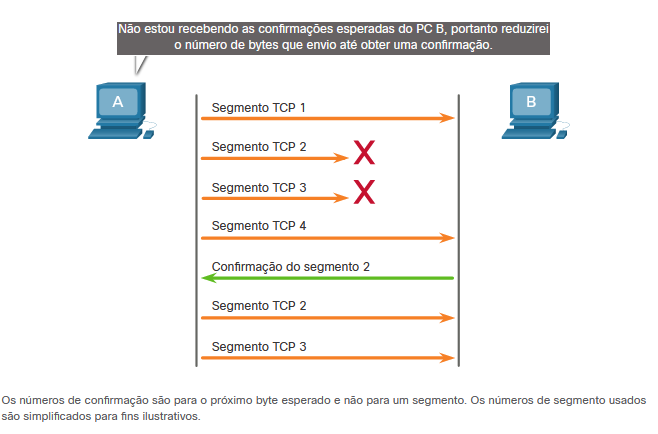 Não estou recebendo as confirmações esperadas do PC B, portanto reduzirei
o número de bytes que envio até obter uma confirmação.
A
B
Segmento TCP 1
Segmento TCP 2
Segmento TCP 3
Segmento TCP 4
Confirmação do segmento 2
Segmento TCP 2
Segmento TCP 3
Os números de confirmação são para o próximo byte esperado e não para um segmento. Os números de segmento usados
são simplificados para fins ilustrativos.